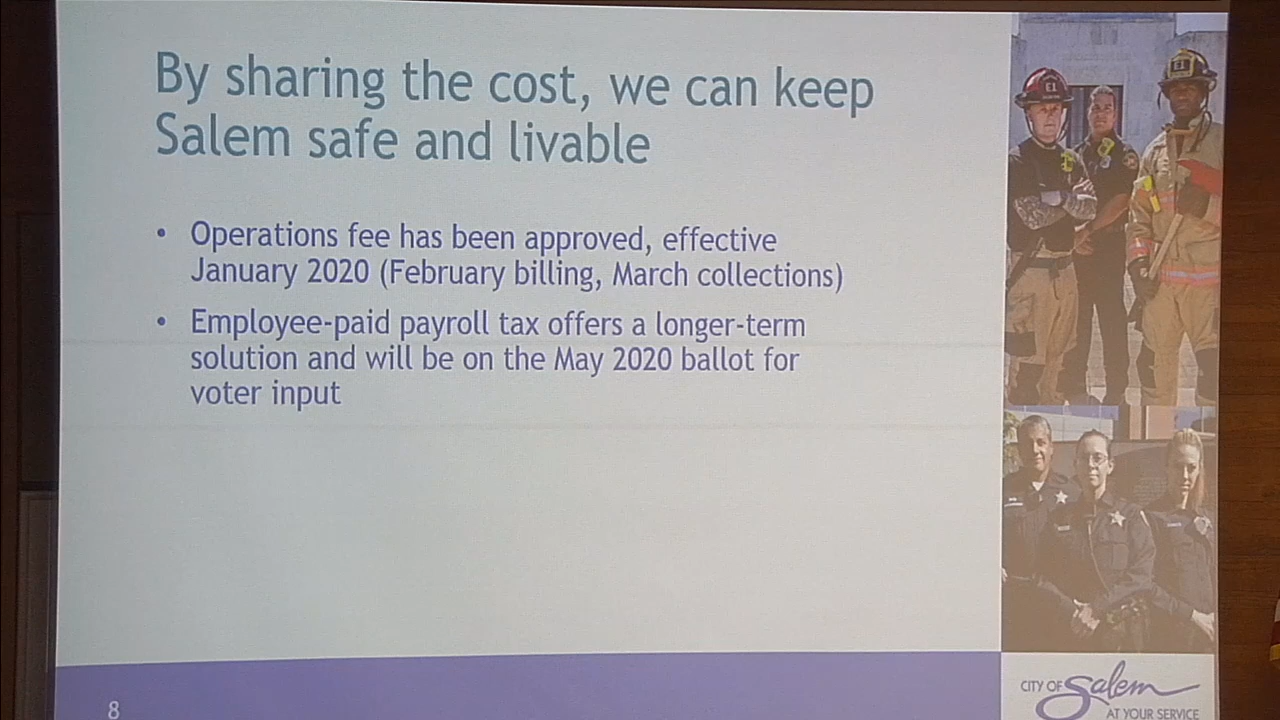 By sharing the cost, we can keep
Salem safe and livable
• Operations fee has been approved, effective
January 2020 (February billing, March collections)
• Employee-paid payroll tax offers a longer-term
solution and will be on the May 2020 ballot for
voter input
E1
E1
8
CITY OF Salem
AT YOUR SERVICE